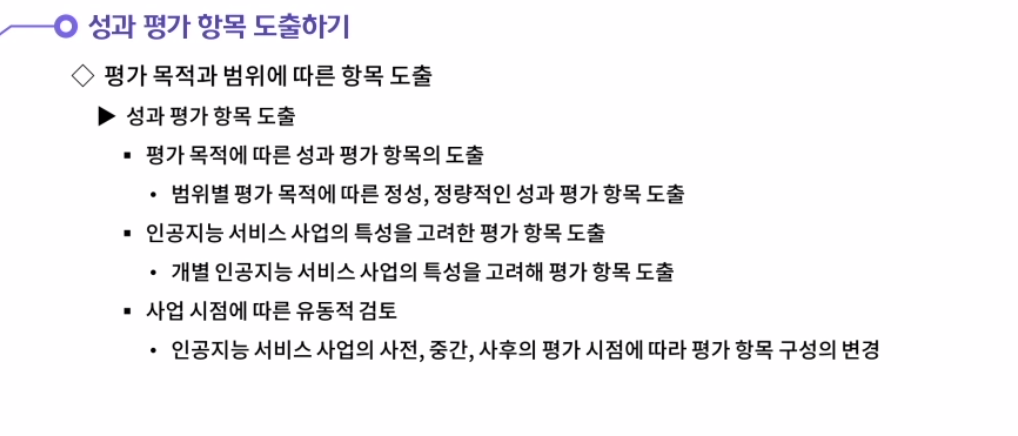 성과 평가 항목 도출하기
◇ 평가 목적과 범위에 따른 항목 도출
▶ 성과 평가 항목 도출
▪ 평가 목적에 따른 성과 평가 항목의 도출
• 범위별 평가 목적에 따른 정성, 정량적인 성과 평가 항목 도출
▪ 인공지능 서비스 사업의 특성을 고려한 평가 항목 도출
• 개별 인공지능 서비스 사업의 특성을 고려해 평가 항목 도출
▪ 사업 시점에 따른 유동적 검토
• 인공지능 서비스 사업의 사전, 중간, 사후의 평가 시점에 따라 평가 항목 구성의 변경